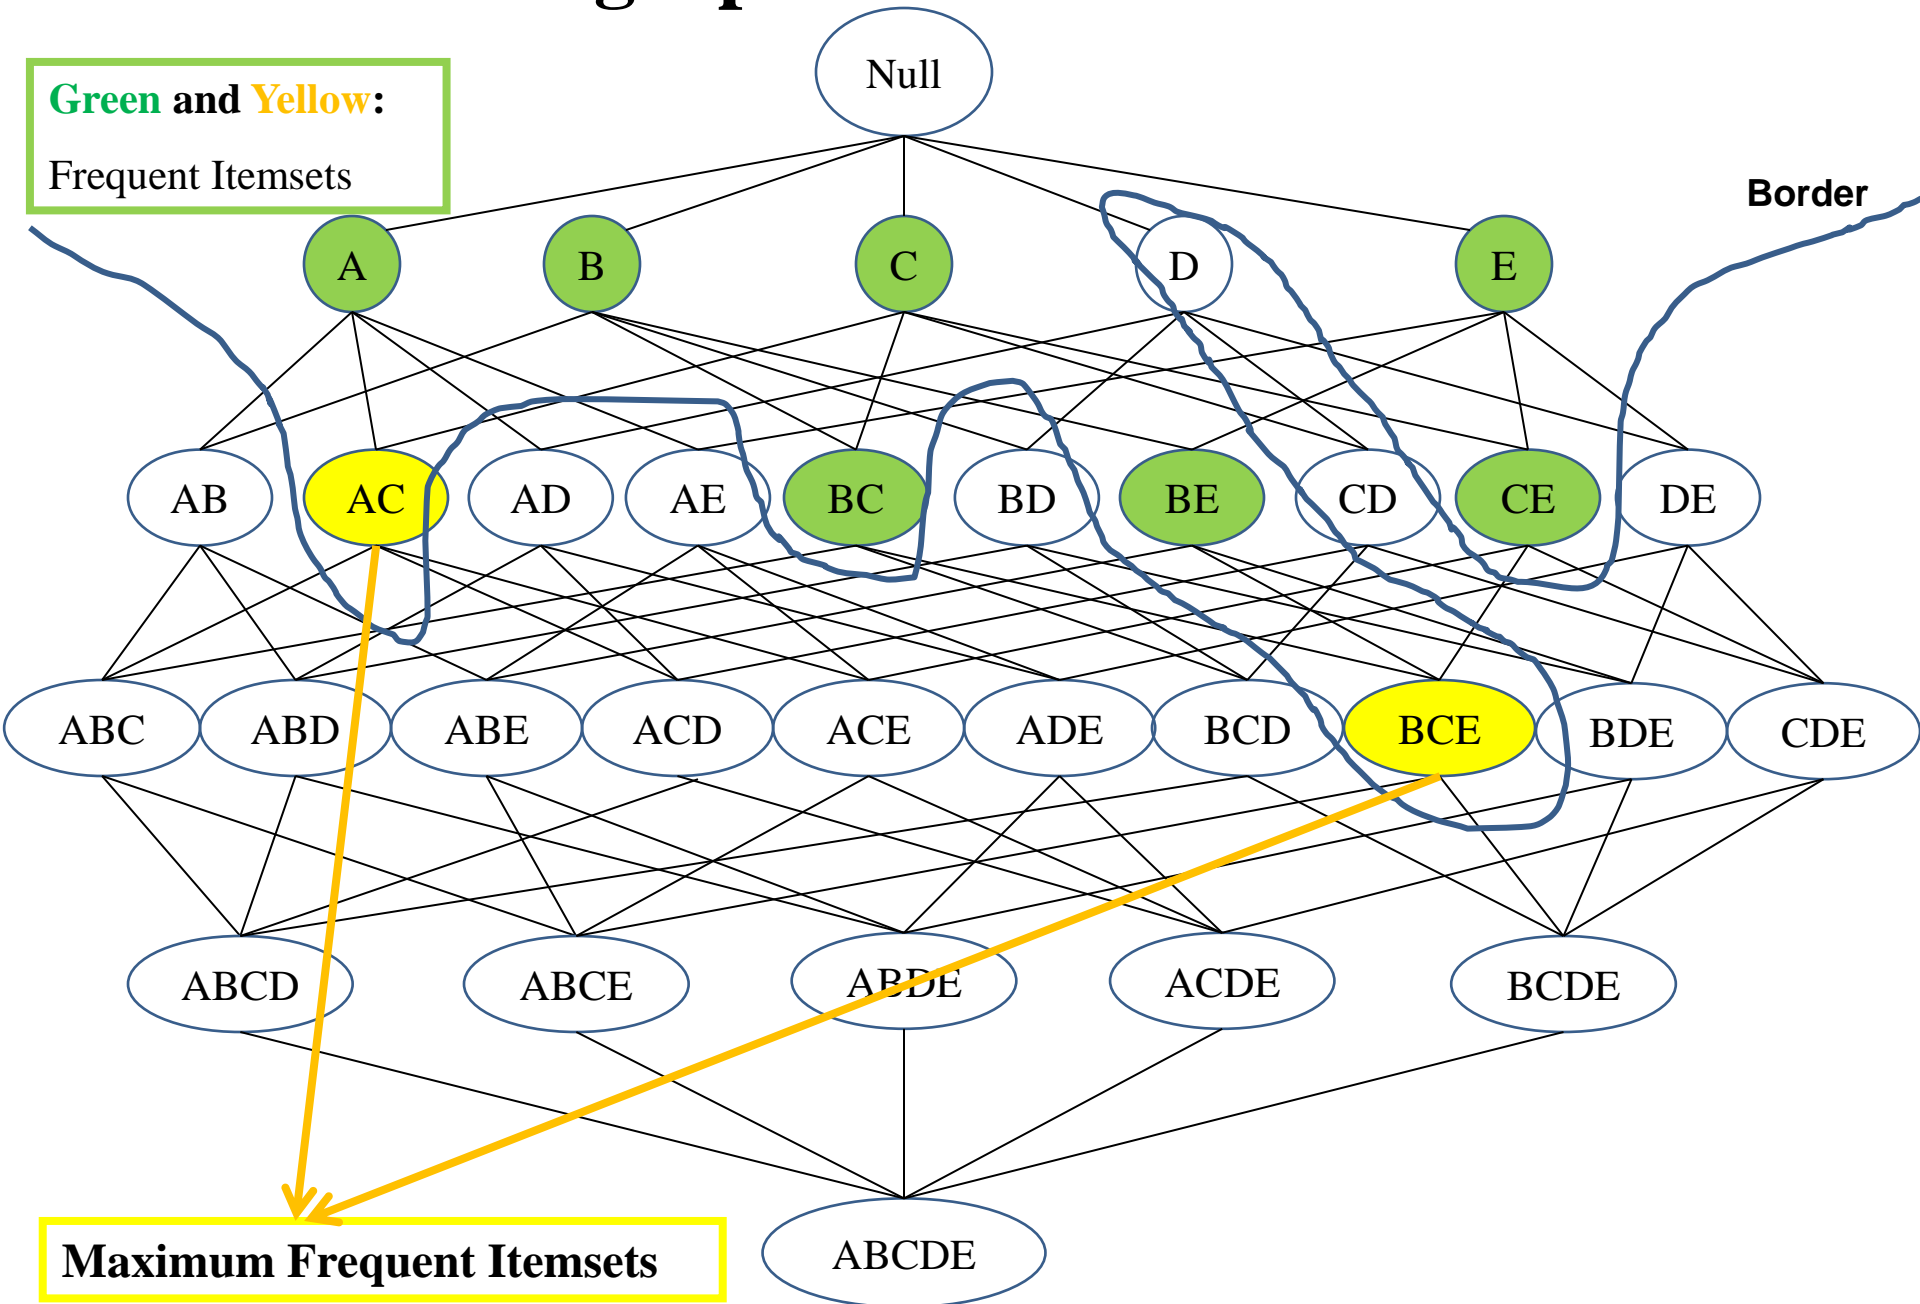 Null
Green and Yellow:
Frequent Itemsets
Border
A B C D E
AB AC AD AE BC BD BE CD CE DE
ABC ABD ABE ACD ACE ADE BCD BCE BDE CDE
ABCD ABCE ABDE ACDE BCDE
Maximum Frequent Itemsets
ABCDE